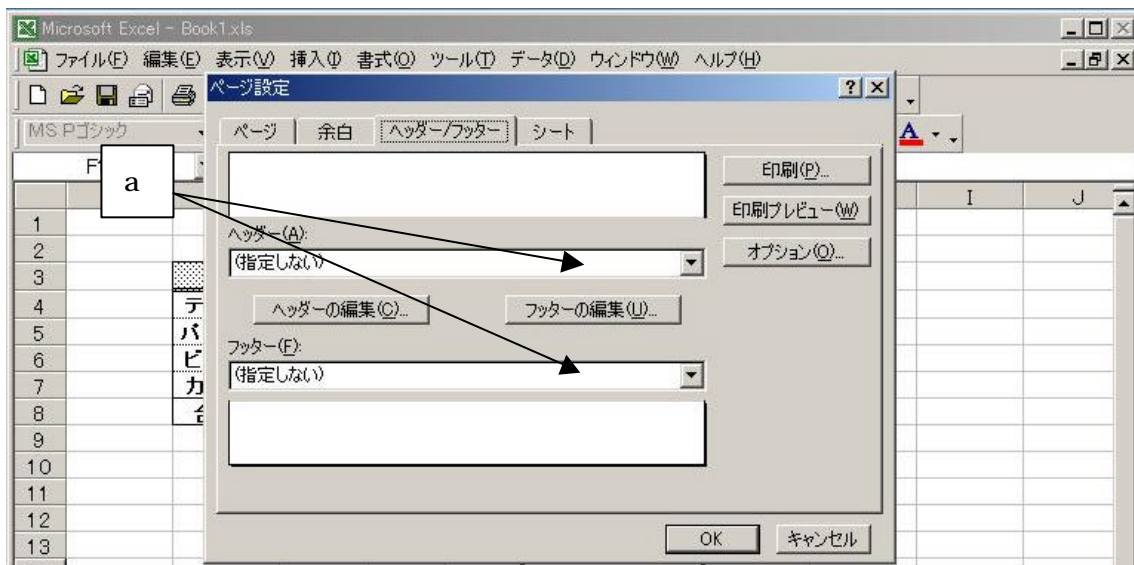 Microsoft Excel - Book1.xls
ファイル(F) 編集(E) 表示(V) 挿入(I) 書式(O) ツール(T) データ(D) ウィンドウ(W) ヘルプ(H)
ページ設定
MS Pゴシック
ページ 余白 ヘッダー/フッター シート
A
a
印刷(P)...
印刷プレビュー(W)
オプション(O)...
I J
ヘッダー(A):
(指定しない)
ヘッダーの編集(C)... フッターの編集(U)...
フッター(F):
(指定しない)
1
2
3
4 テ
5
6 ビ
7 カ
8
9
10
11
12
13
OK キャンセル